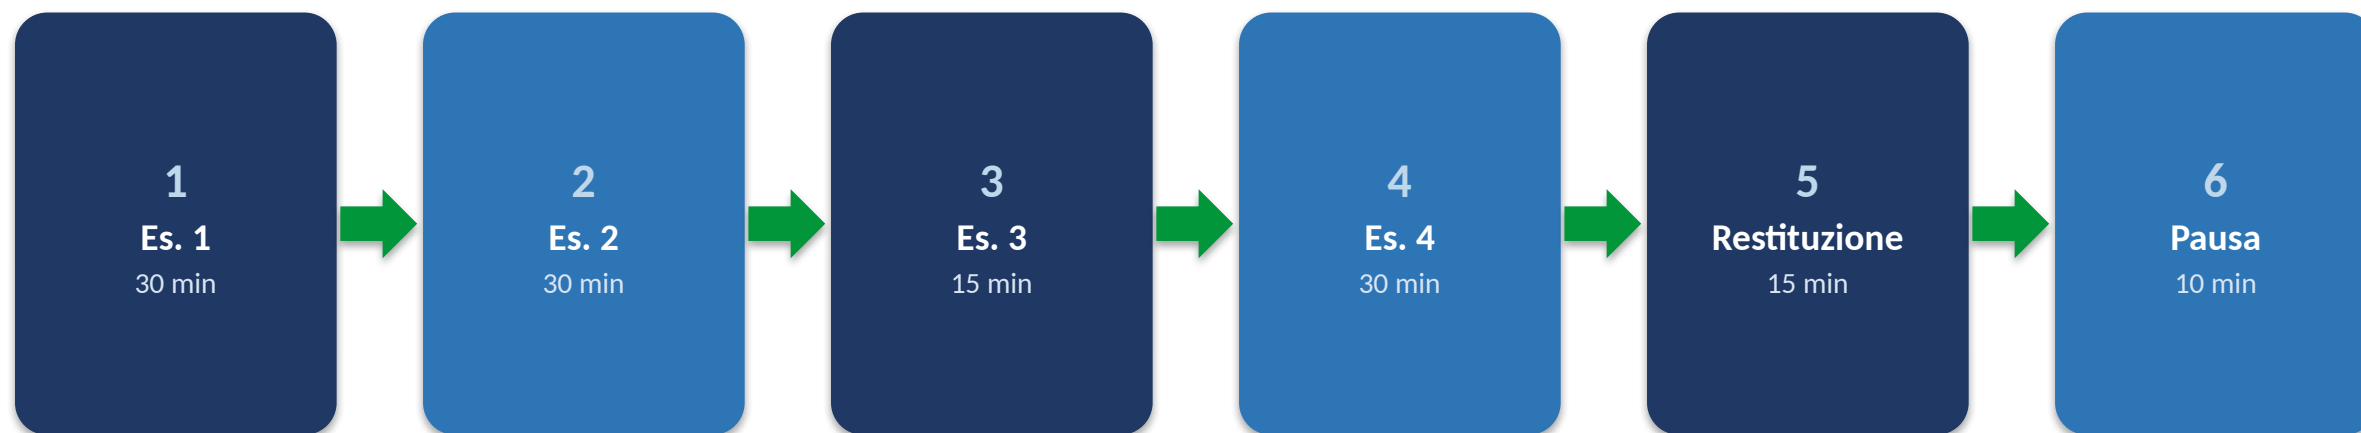 1
Es. 1
30 min
2
Es. 2
30 min
3
Es. 3
15 min
4
Es. 4
30 min
5
Restituzione
15 min
6
Pausa
10 min